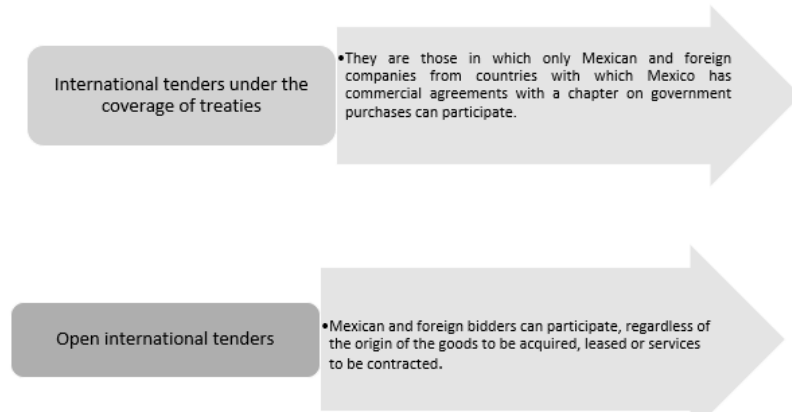 International tenders under the
coverage of treaties
•They are those in which only Mexican and foreign
companies from countries with which Mexico has
commercial agreements with a chapter on government
purchases can participate.
Open international tenders
•Mexican and foreign bidders can participate, regardless of
the origin of the goods to be acquired, leased or services
to be contracted.